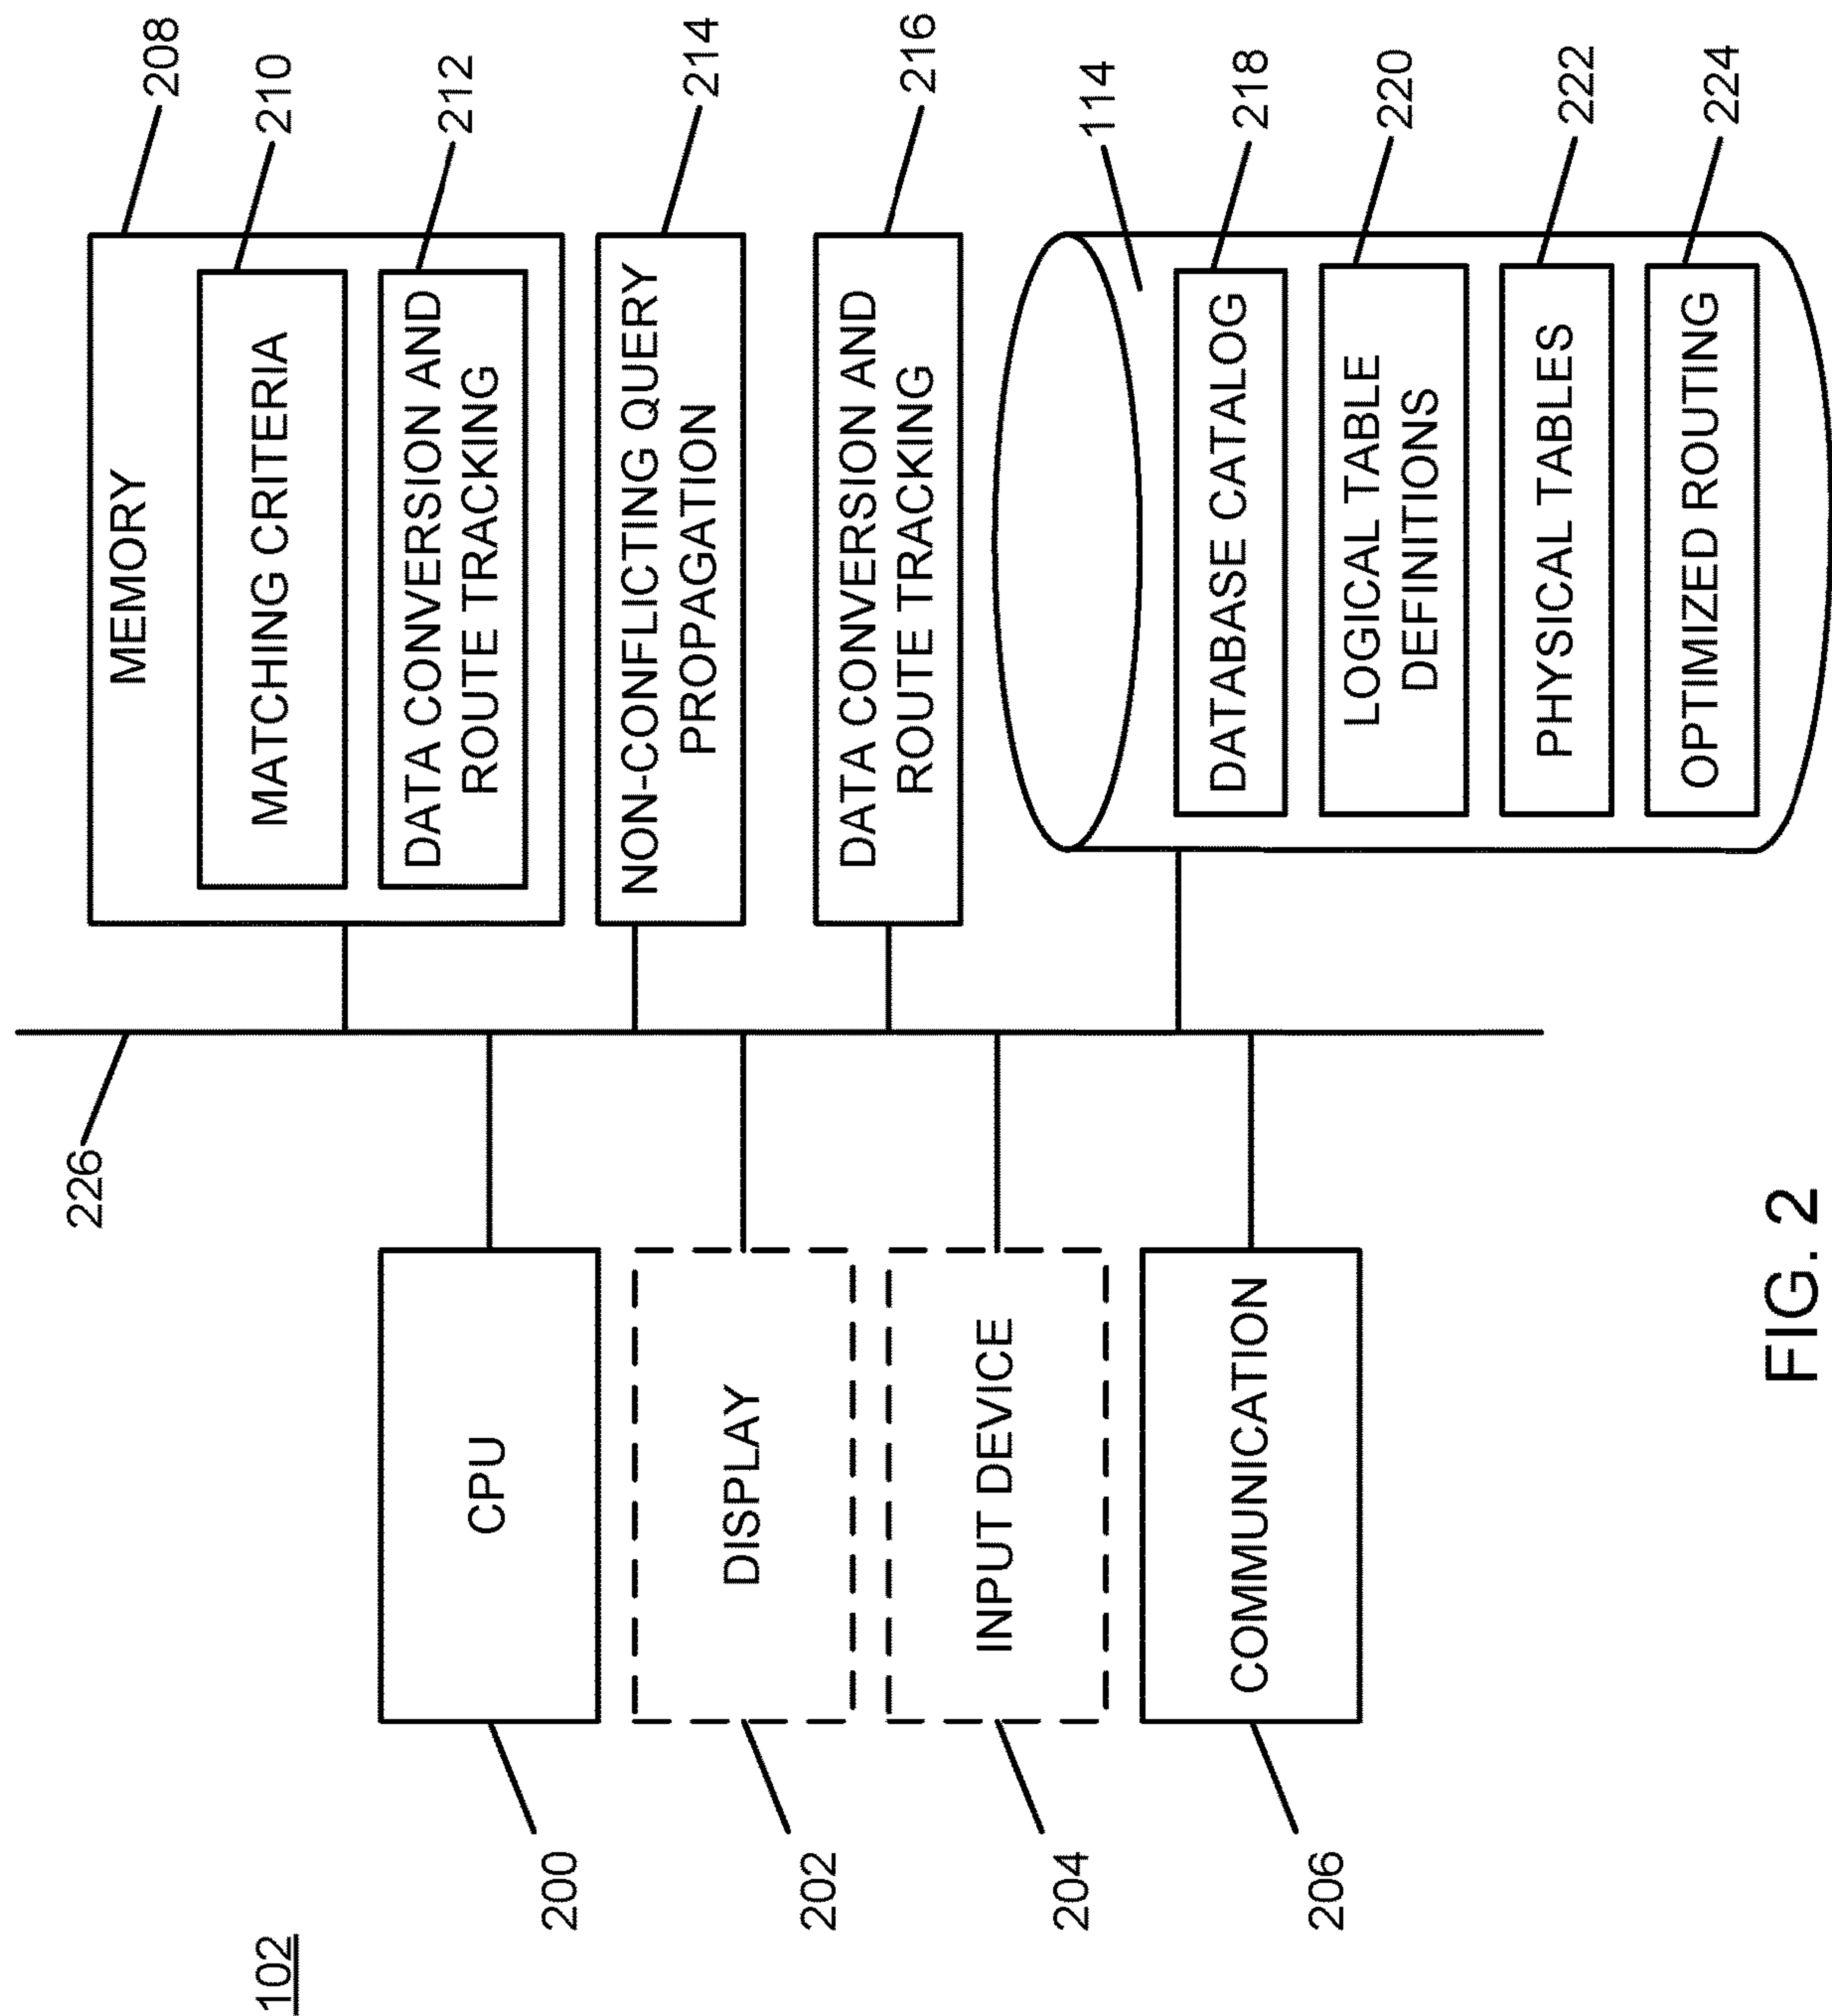 102
200
CPU
202
DISPLAY
204
INPUT DEVICE
206
COMMUNICATION
226
MEMORY
208
MATCHING CRITERIA
210
DATA CONVERSION AND
ROUTE TRACKING
212
NON-CONFLICTING QUERY
PROPAGATION
214
DATA CONVERSION AND
ROUTE TRACKING
216
114
DATABASE CATALOG
218
LOGICAL TABLE
DEFINITIONS
220
PHYSICAL TABLES
222
OPTIMIZED ROUTING
224
FIG. 2